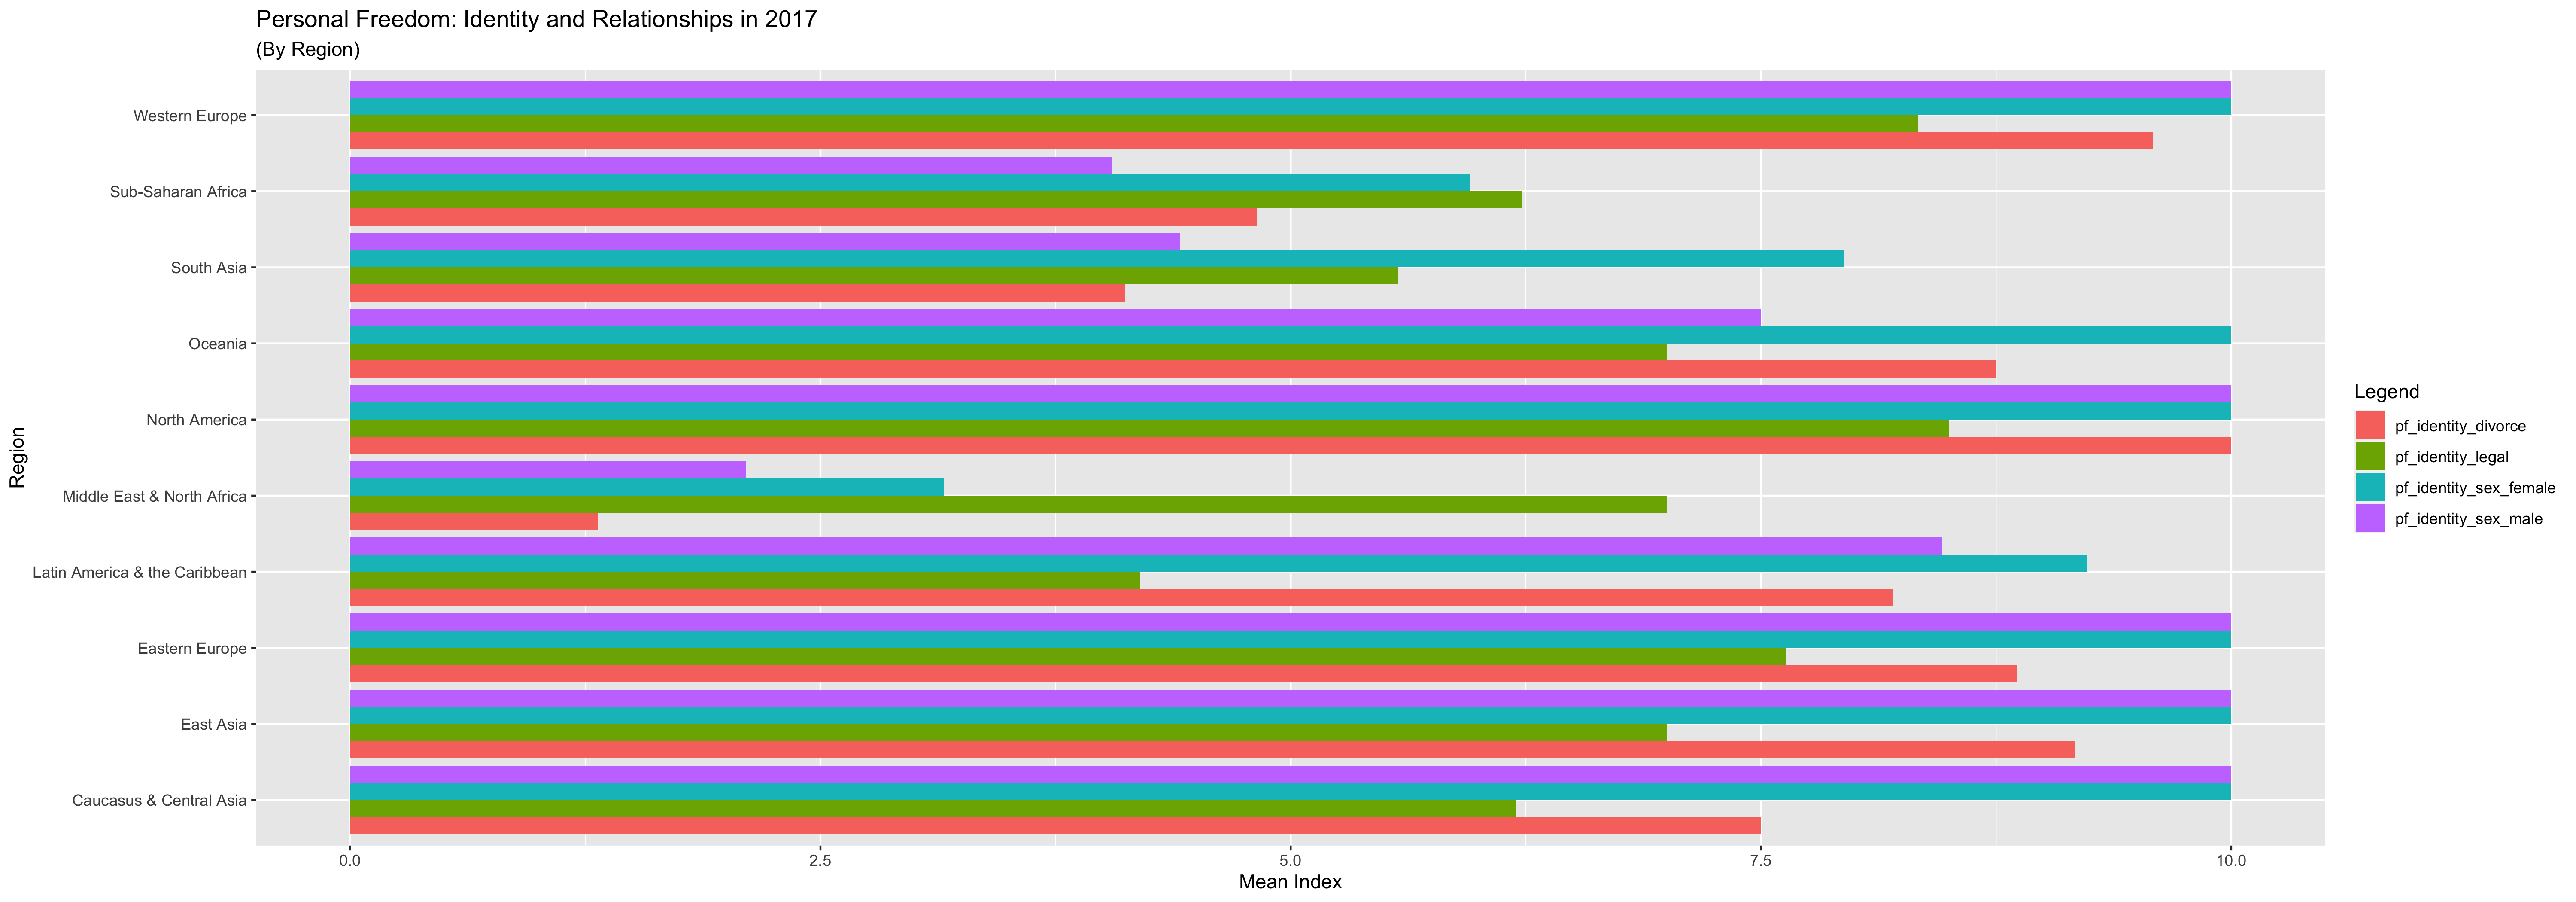 Personal Freedom: Identity and Relationships in 2017
(By Region)
Region
Western Europe
Sub-Saharan Africa
South Asia
Oceania
North America
Middle East & North Africa
Latin America & the Caribbean
Eastern Europe
East Asia
Caucasus & Central Asia
0.0 2.5 5.0 7.5 10.0
Mean Index
Legend
pf_identity_divorce
pf_identity_legal
pf_identity_sex_female
pf_identity_sex_male